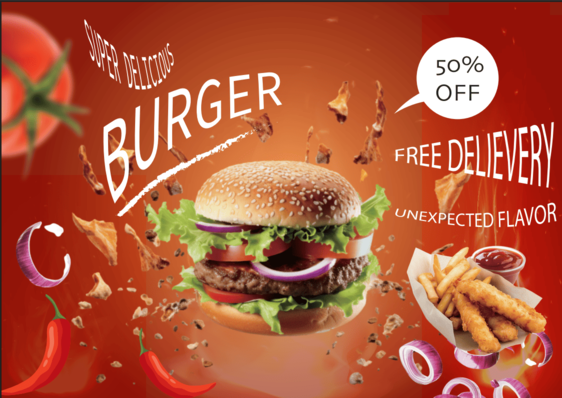 SUPER DELICIOUS
BURGER
50%
OFF
FREE DELIEVERY
UNEXPECTED FLAVOR